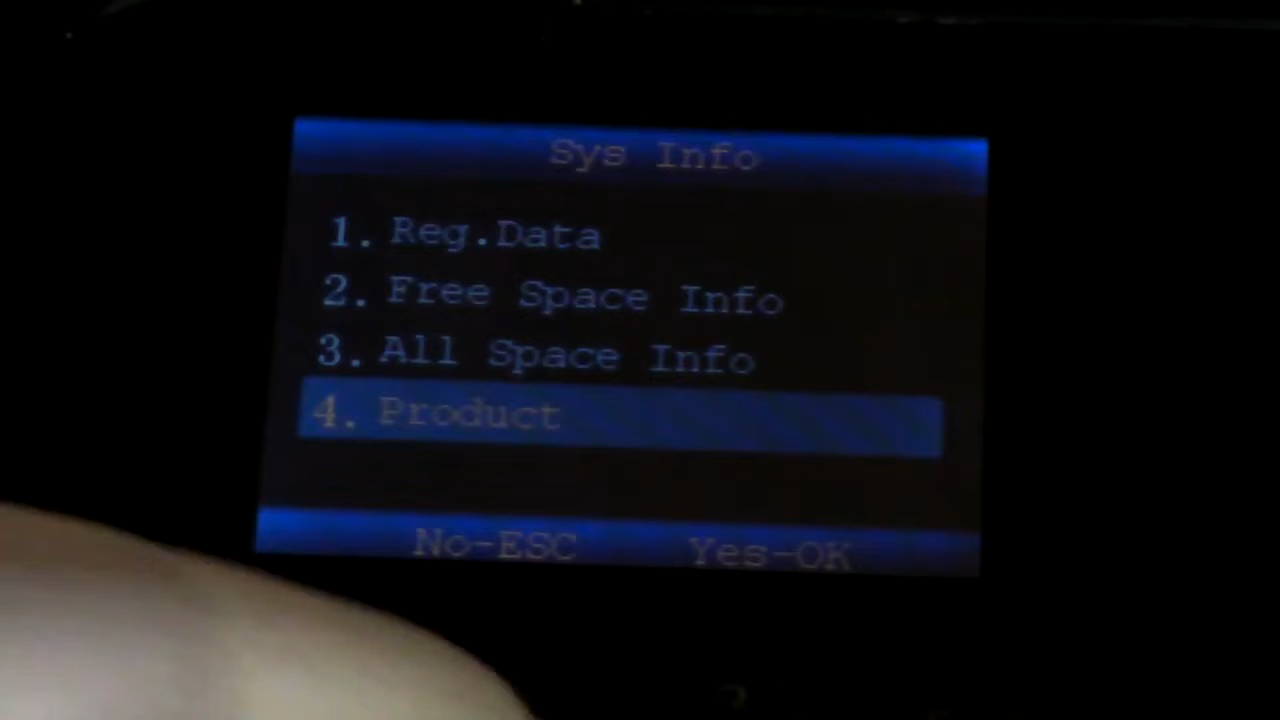 Sys Info
1. Reg.Data
2. Free Space Info
3. All Space Info
4. Product
No-ESC Yes-OK